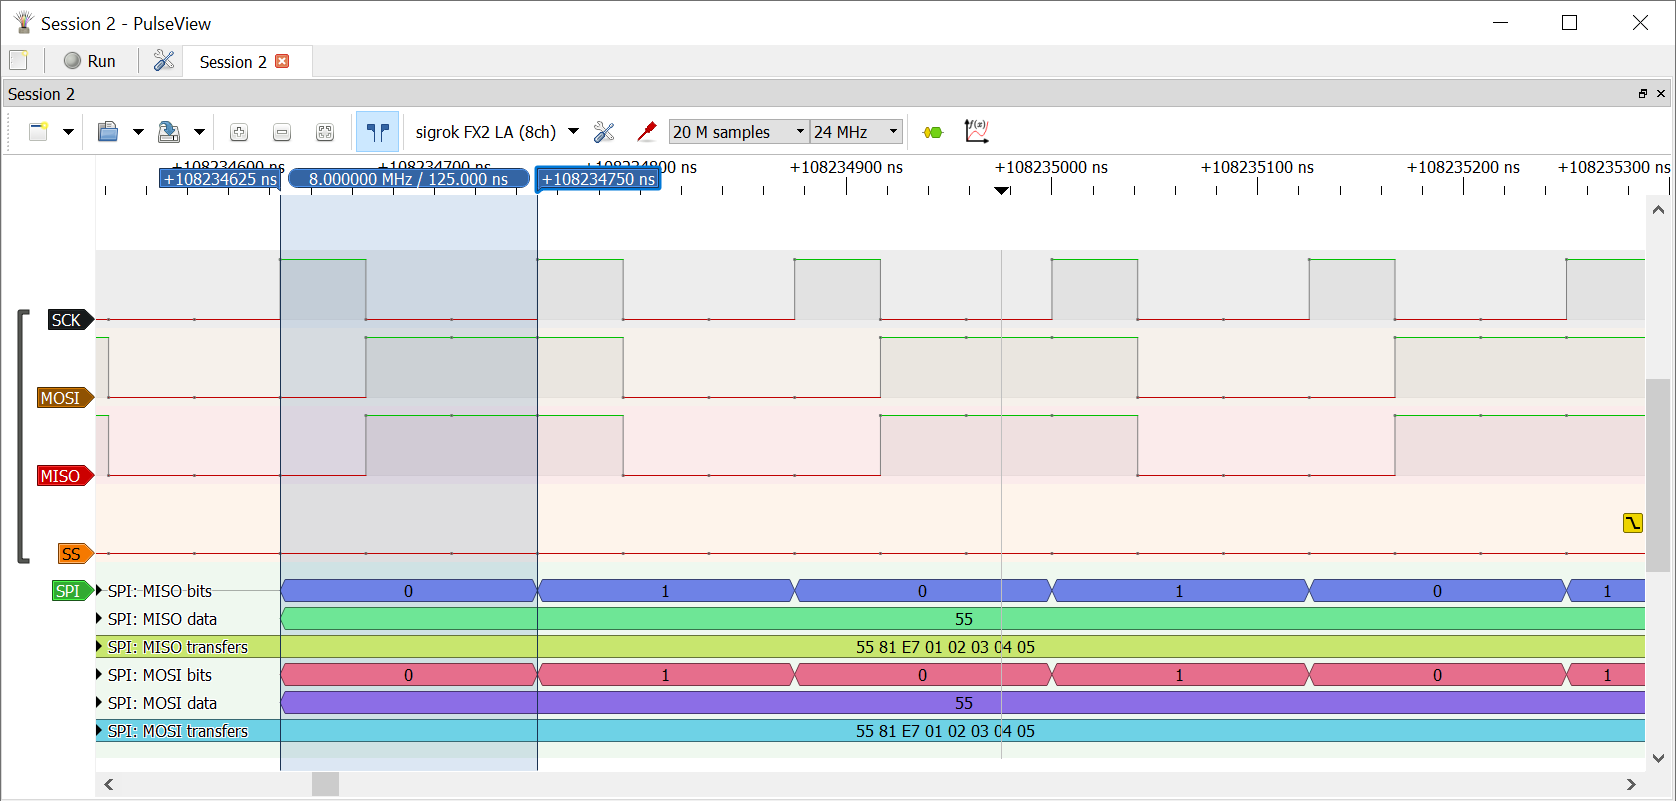 Session 2 - PulseView
Run
Session 2
Session 2
sigrok FX2 LA (8ch)
20 M samples
24 MHz
+108234600 ns
+108234700 ns
+108234800 ns
+108234900 ns
+108235000 ns
+108235100 ns
+108235200 ns
+108235300 ns
+108234625 ns
8.000000 MHz / 125.000 ns
+108234750 ns
SCK
MOSI
MISO
SS
SPI
SPI: MISO bits 0 1 0 1 0 1
SPI: MISO data 55
SPI: MISO transfers 55 81 E7 01 02 03 04 05
SPI: MOSI bits 0 1 0 1 0 1
SPI: MOSI data 55
SPI: MOSI transfers 55 81 E7 01 02 03 04 05